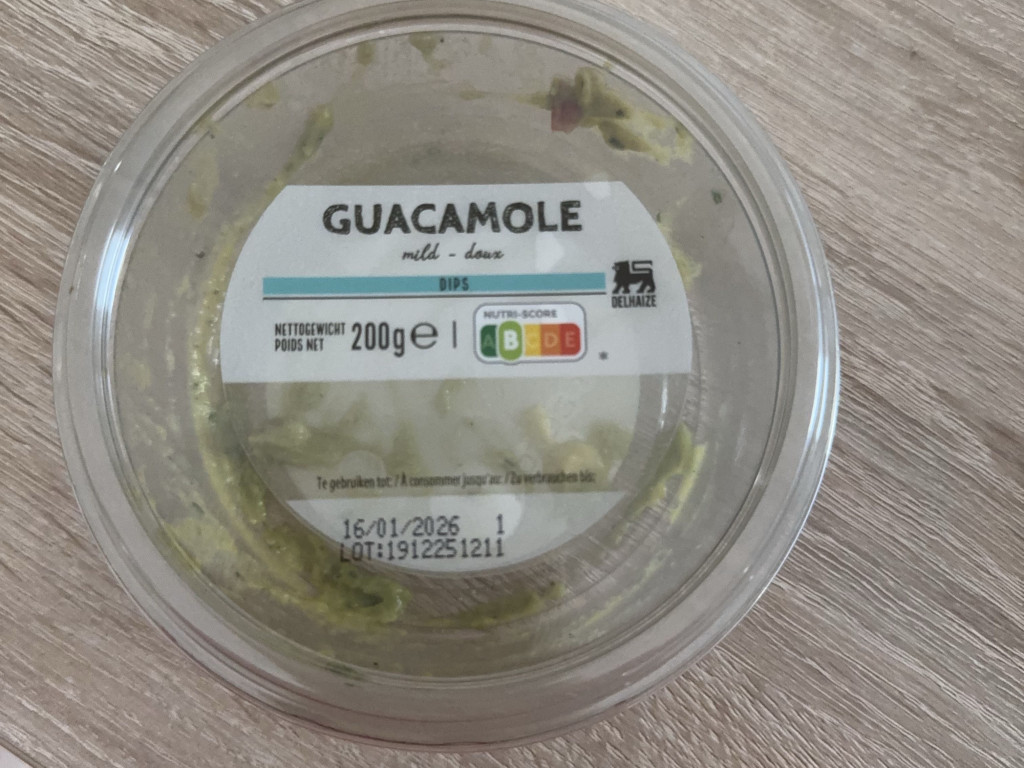 GUACAMOLE
mild - doux
DIPS
DELHAIZE
NETTOGEWICHT
POIDS NET
200g e
NUTRI-SCORE
A B C D E
*
Te gebruiken tot: / À consommer jusqu'au: / Zu verbrauchen bis:
16/01/2026 1
LOT:1912251211